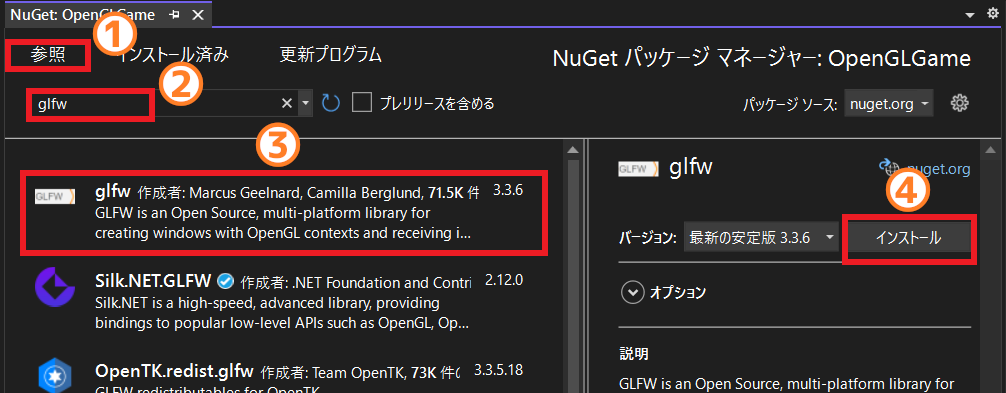 NuGet: OpenGLGame
①
参照
インストール済み
更新プログラム
NuGet パッケージ マネージャー: OpenGLGame
②
glfw
プレリリースを含める
パッケージ ソース: nuget.org
③
GLFW
glfw 作成者: Marcus Geelnard, Camilla Berglund, 71.5K 件
3.3.6
GLFW is an Open Source, multi-platform library for
creating windows with OpenGL contexts and receiving i...
Silk.NET.GLFW 作成者: .NET Foundation and Contri
2.12.0
Silk.NET is a high-speed, advanced library, providing
bindings to popular low-level APIs such as OpenGL, Op...
OpenTK.redist.glfw 作成者: Team OpenTK, 73K 件の
3.3.5.18
GLFW redistributables for OpenTK
GLFW
glfw
nuget.org
④
バージョン: 最新の安定版 3.3.6
インストール
オプション
説明
GLFW is an Open Source, multi-platform library for